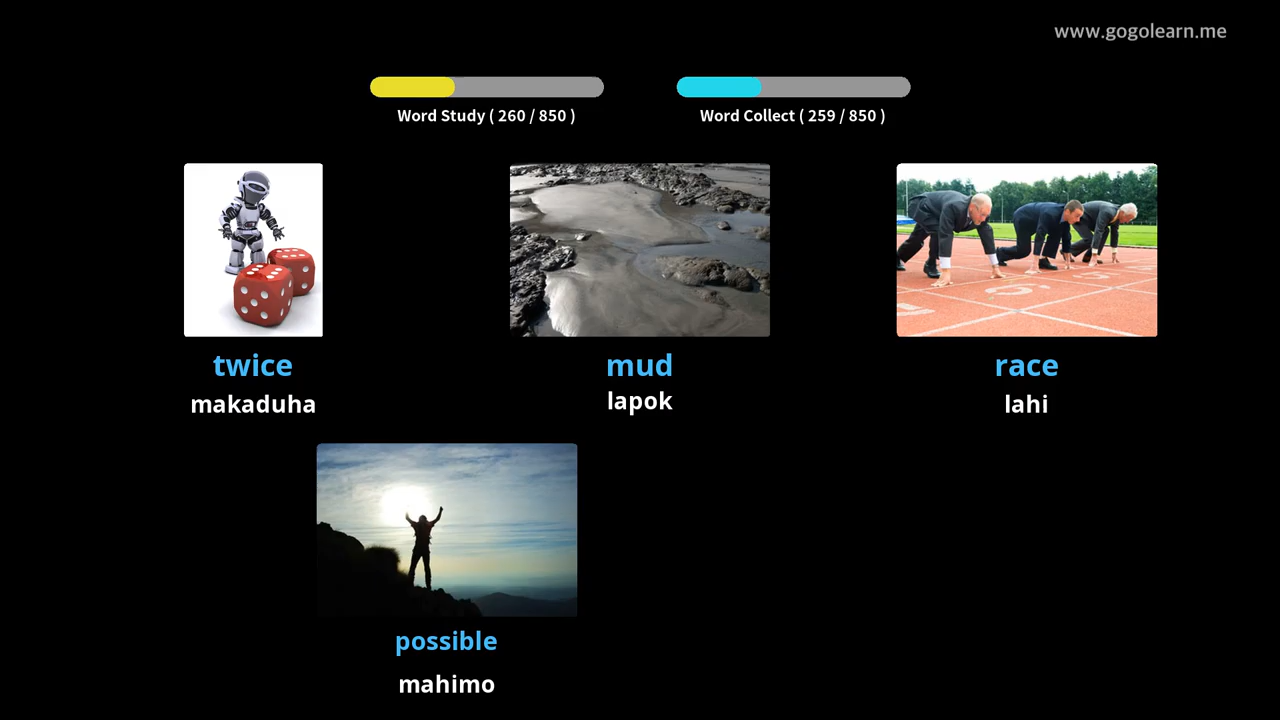 www.gogolearn.me
Word Study ( 260 / 850 )
Word Collect ( 259 / 850 )
twice
makaduha
mud
lapok
race
lahi
possible
mahimo